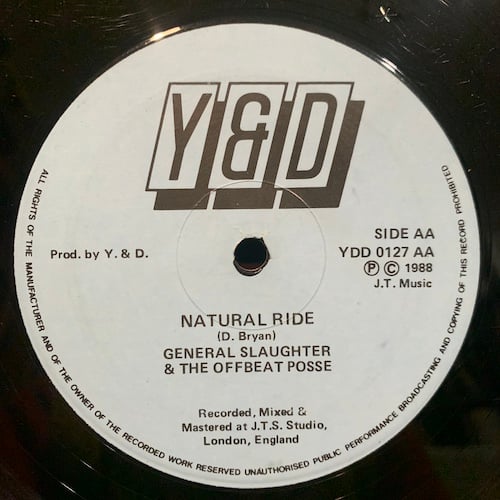 Y&D
SIDE AA
Prod. by Y. & D.
YDD 0127 AA
Ⓟ © 1988
J.T. Music
NATURAL RIDE
(D. Bryan)
GENERAL SLAUGHTER
& THE OFFBEAT POSSE
Recorded, Mixed &
Mastered at J.T.S. Studio,
London, England
ALL RIGHTS OF THE MANUFACTURER AND OF THE OWNER OF THE RECORDED WORK RESERVED UNAUTHORISED PUBLIC PERFORMANCE BROADCASTING AND COPYING OF THIS RECORD PROHIBITED